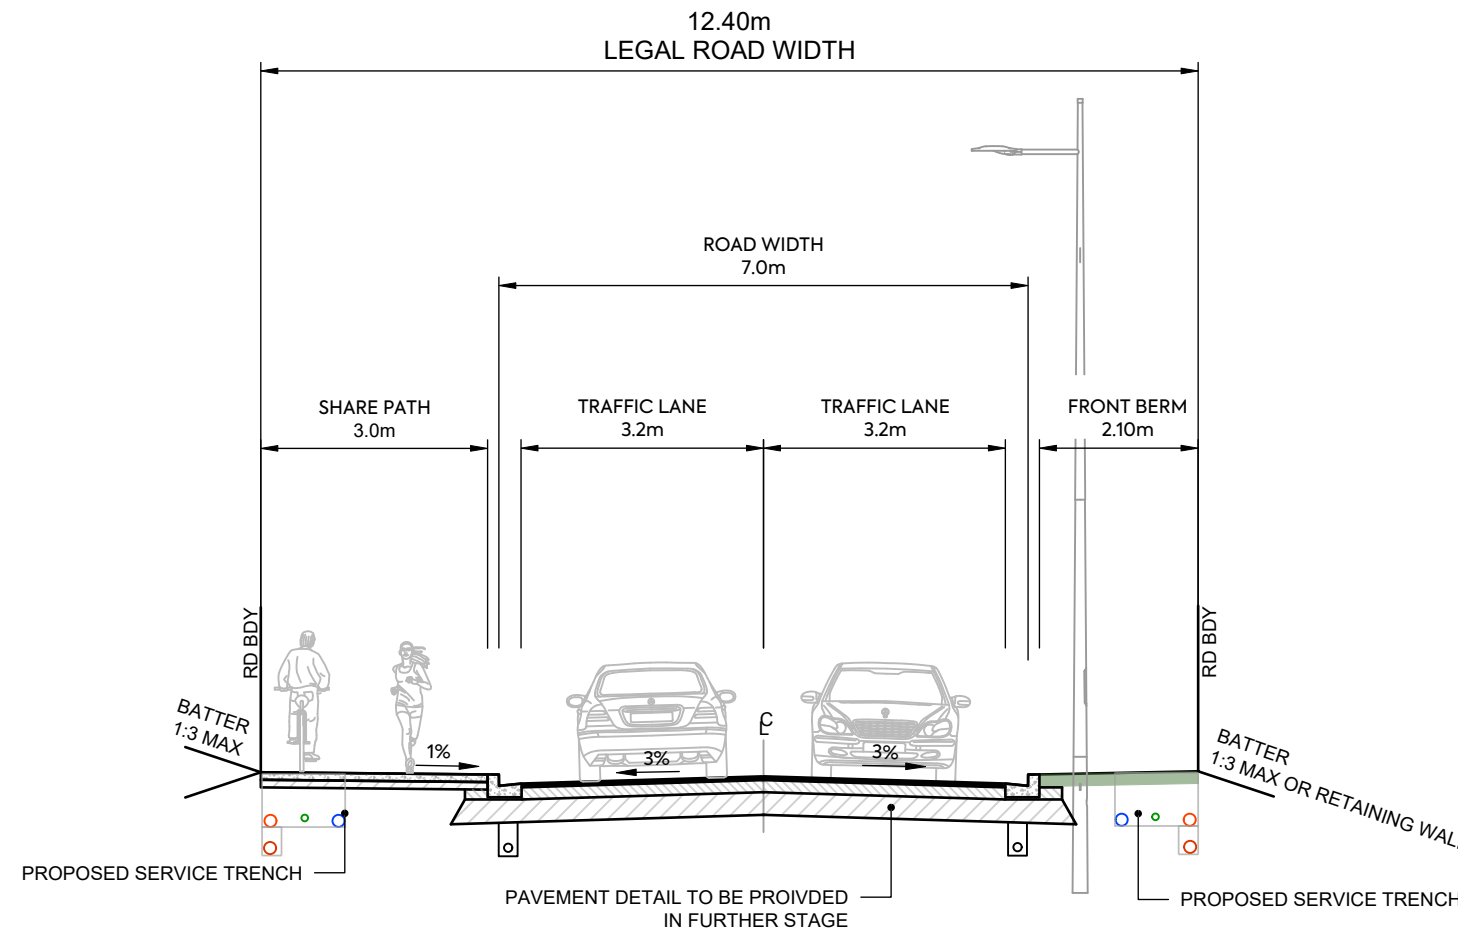 12.40m
LEGAL ROAD WIDTH
ROAD WIDTH
7.0m
SHARE PATH
3.0m
TRAFFIC LANE
3.2m
TRAFFIC LANE
3.2m
FRONT BERM
2.10m
RD BDY
RD BDY
BATTER
1:3 MAX
1%
3%
CL
3%
BATTER
1:3 MAX OR RETAINING WAL
PROPOSED SERVICE TRENCH
PAVEMENT DETAIL TO BE PROIVDED
IN FURTHER STAGE
PROPOSED SERVICE TRENCH